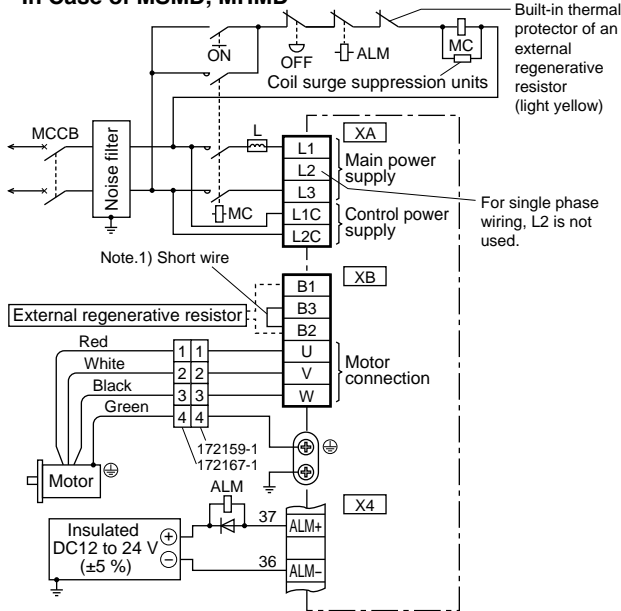 In Case of MSMD, MHMD
Built-in thermal
protector of an
external
regenerative
resistor
(light yellow)
ON
OFF
ALM
MC
Coil surge suppression units
MCCB
Noise filter
L
XA
L1
L2
L3
L1C
L2C
Main power
supply
Control power
supply
MC
For single phase
wiring, L2 is not
used.
Note.1) Short wire
XB
B1
B3
B2
U
V
W
External regenerative resistor
Motor
connection
Red
White
Black
Green
1 1
2 2
3 3
4 4
172159-1
172167-1
Motor
ALM
X4
37
ALM+
36
ALM−
Insulated
DC12 to 24 V
(±5 %)
+
−